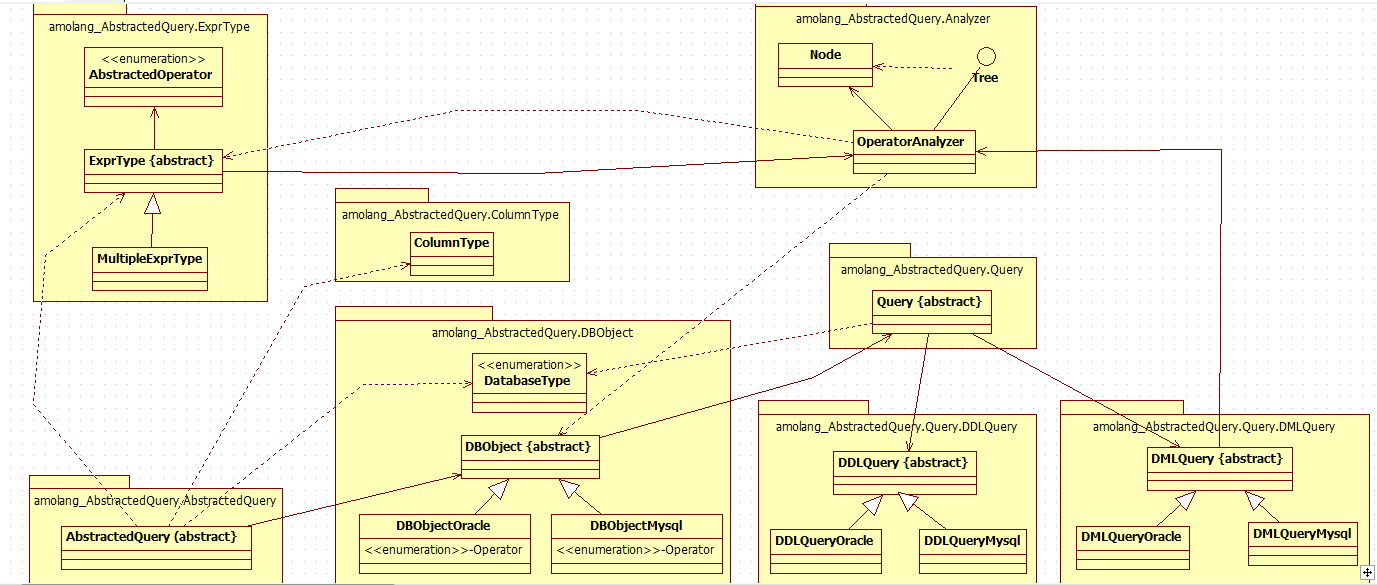 amolang_AbstractedQuery.ExprType
<<enumeration>>
AbstractedOperator
ExprType {abstract}
MultipleExprType
amolang_AbstractedQuery.Analyzer
Node
Tree
OperatorAnalyzer
amolang_AbstractedQuery.ColumnType
ColumnType
amolang_AbstractedQuery.Query
Query {abstract}
amolang_AbstractedQuery.DBObject
<<enumeration>>
DatabaseType
DBObject {abstract}
DBObjectOracle
<<enumeration>>-Operator
DBObjectMysql
<<enumeration>>-Operator
amolang_AbstractedQuery.Query.DDLQuery
DDLQuery {abstract}
DDLQueryOracle
DDLQueryMysql
amolang_AbstractedQuery.Query.DMLQuery
DMLQuery {abstract}
DMLQueryOracle
DMLQueryMysql
amolang_AbstractedQuery.AbstractedQuery
AbstractedQuery (abstract}